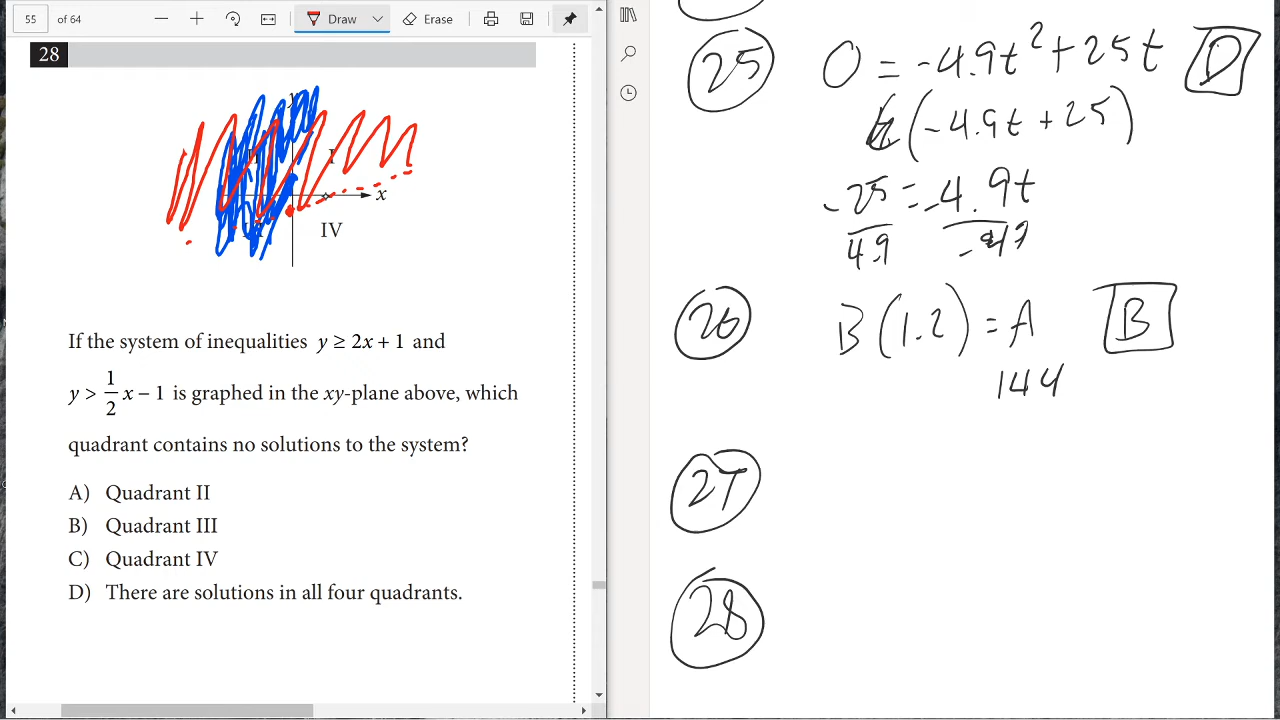 55 of 64 Draw Erase
28
y
II I
x
IV
If the system of inequalities y ≥ 2x + 1 and
y > 1/2 x − 1 is graphed in the xy-plane above, which
quadrant contains no solutions to the system?
A) Quadrant II
B) Quadrant III
C) Quadrant IV
D) There are solutions in all four quadrants.
25 0 = -4.9t² + 25t D
(-4.9t + 25)
-25 = -4.9t
4.9
26 B(1.2) = A B
144
27
28